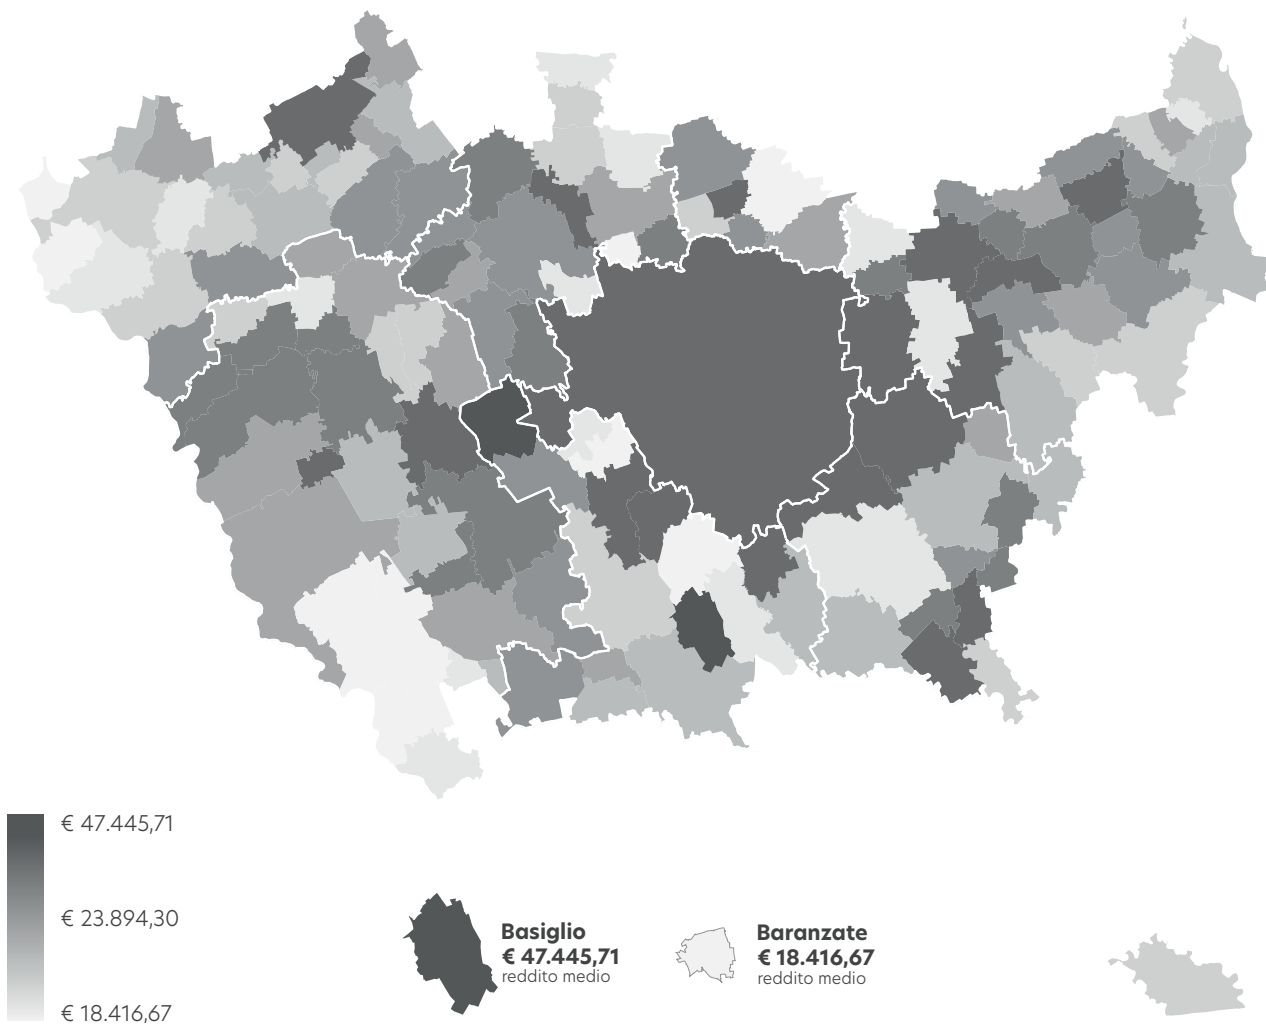 € 47.445,71
€ 23.894,30
€ 18.416,67
Basiglio
€ 47.445,71
reddito medio
Baranzate
€ 18.416,67
reddito medio